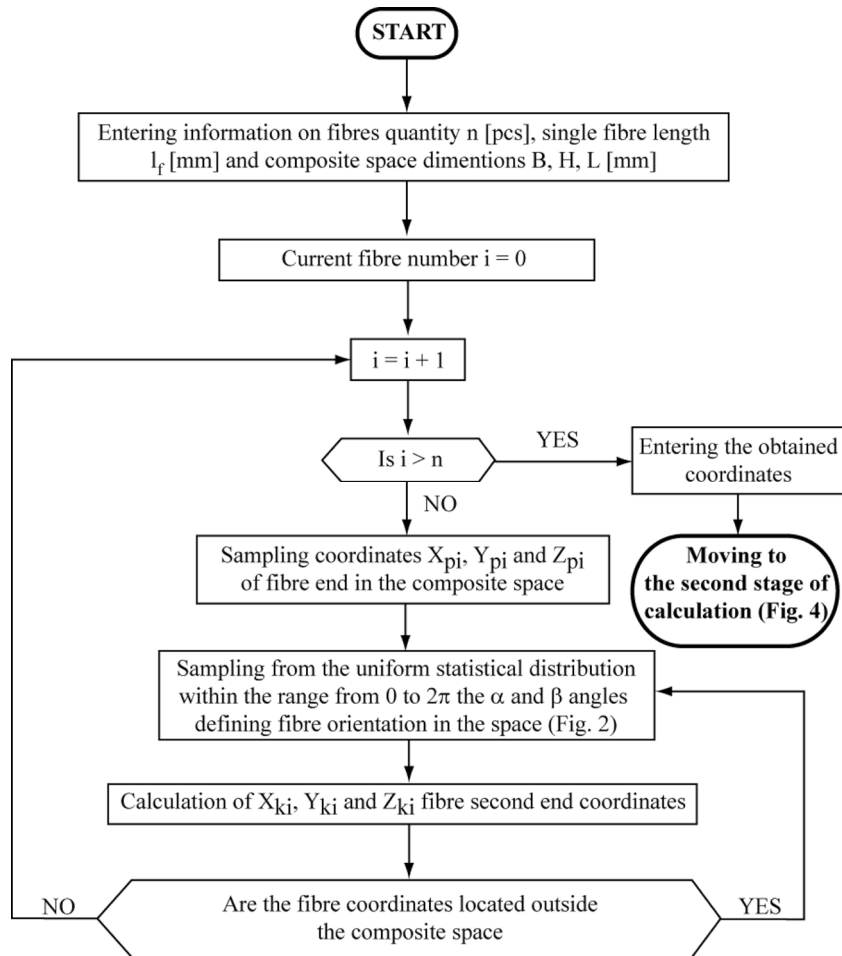 START
Entering information on fibres quantity n [pcs], single fibre length
l_f [mm] and composite space dimentions B, H, L [mm]
Current fibre number i = 0
i = i + 1
Is i > n
YES
Entering the obtained
coordinates
NO
Moving to
the second stage of
calculation (Fig. 4)
Sampling coordinates X_pi, Y_pi and Z_pi
of fibre end in the composite space
Sampling from the uniform statistical distribution
within the range from 0 to 2π the α and β angles
defining fibre orientation in the space (Fig. 2)
Calculation of X_ki, Y_ki and Z_ki fibre second end coordinates
NO
Are the fibre coordinates located outside
the composite space
YES